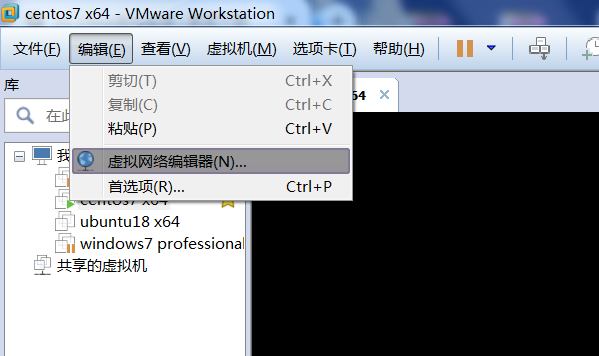 centos7 x64 - VMware Workstation
文件(F) 编辑(E) 查看(V) 虚拟机(M) 选项卡(T) 帮助(H)
库
剪切(T) Ctrl+X
64
复制(C) Ctrl+C
在此
粘贴(P) Ctrl+V
我
虚拟网络编辑器(N)...
首选项(R)... Ctrl+P
centos7 x64
ubuntu18 x64
windows7 professional
共享的虚拟机